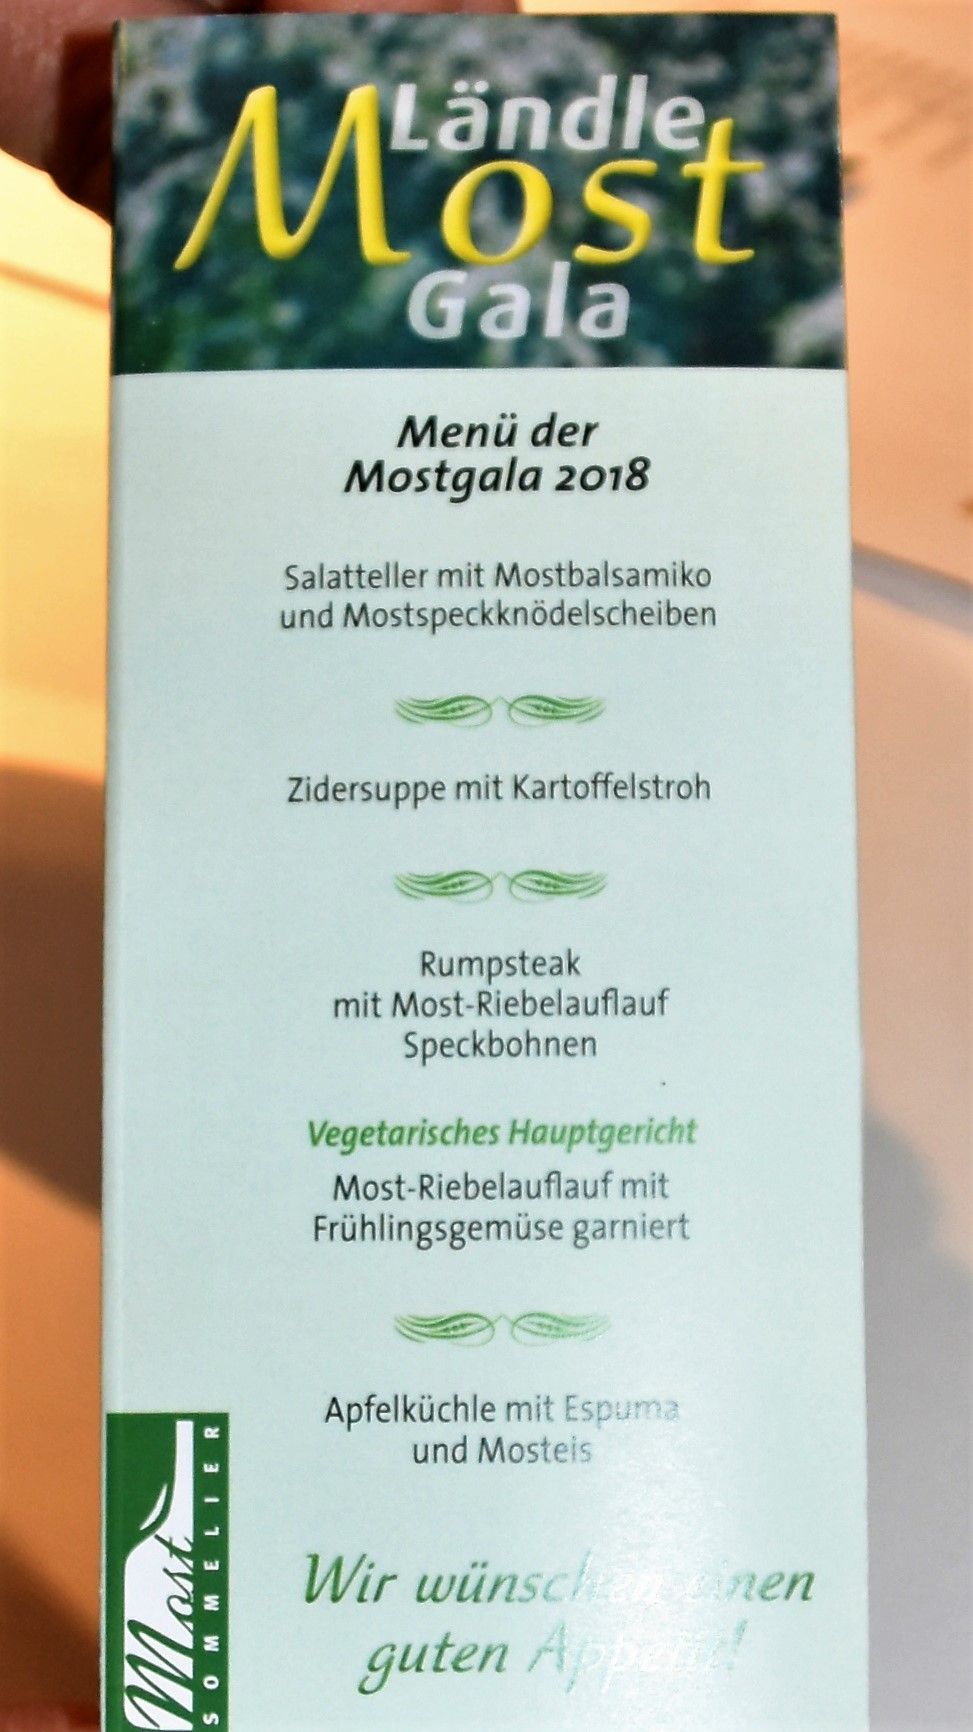 Ländle
Most
Gala
Menü der
Mostgala 2018
Salatteller mit Mostbalsamiko
und Mostspeckknödelscheiben
Zidersuppe mit Kartoffelstroh
Rumpsteak
mit Most-Riebelauflauf
Speckbohnen
Vegetarisches Hauptgericht
Most-Riebelauflauf mit
Frühlingsgemüse garniert
Apfelküchle mit Espuma
und Mosteis
Wir wünschen einen
guten Appetit!
Most
SOMMELIER